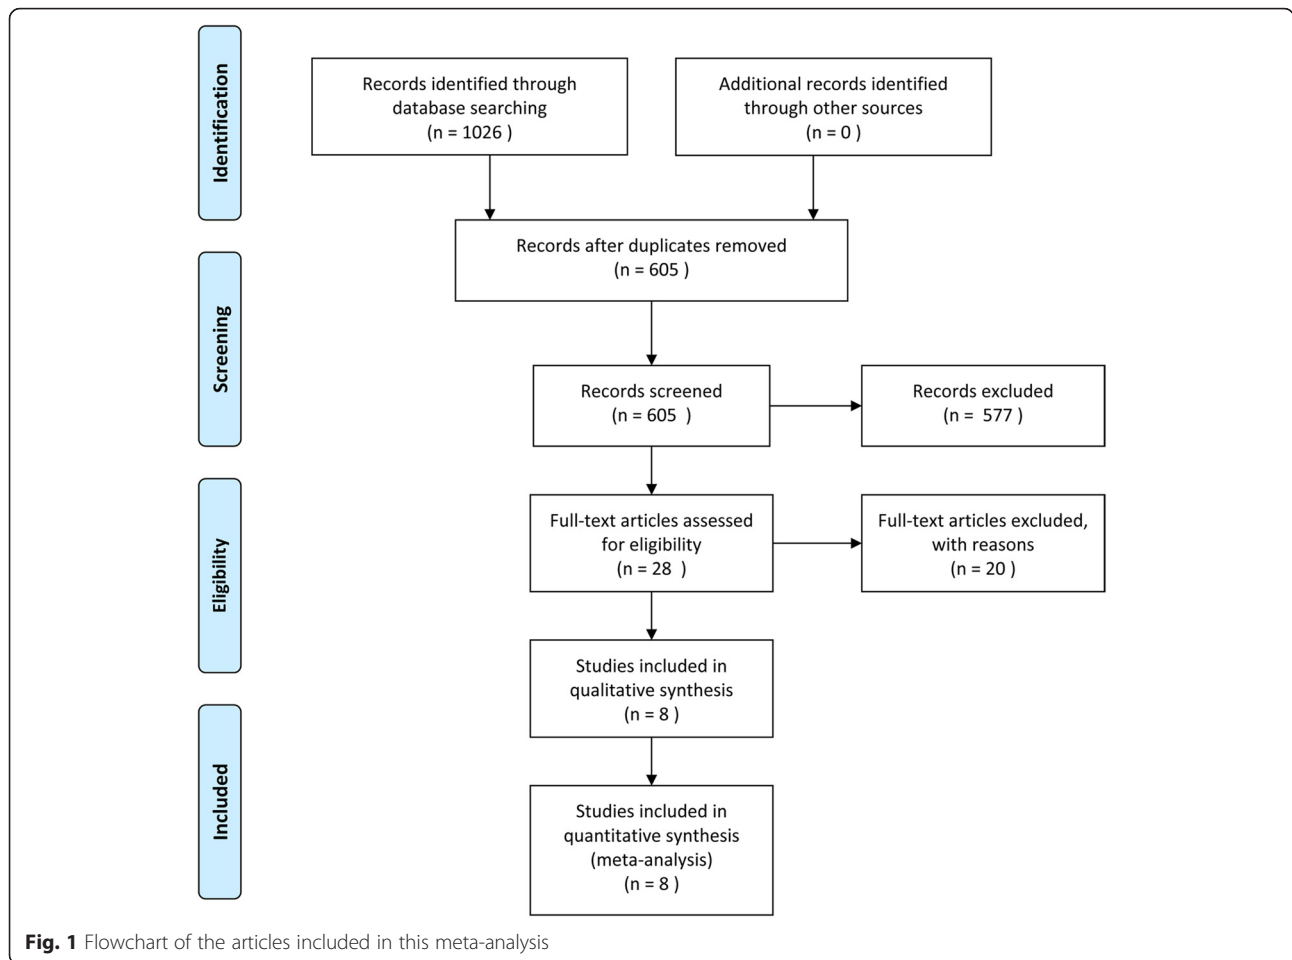 Identification
Records identified through
database searching
(n = 1026 )
Additional records identified
through other sources
(n = 0 )
Records after duplicates removed
(n = 605 )
Screening
Records screened
(n = 605  )
Records excluded
(n =  577 )
Eligibility
Full-text articles assessed
for eligibility
(n = 28  )
Full-text articles excluded,
with reasons
(n = 20 )
Studies included in
qualitative synthesis
(n = 8 )
Included
Studies included in
quantitative synthesis
(meta-analysis)
(n = 8 )
Fig. 1 Flowchart of the articles included in this meta-analysis